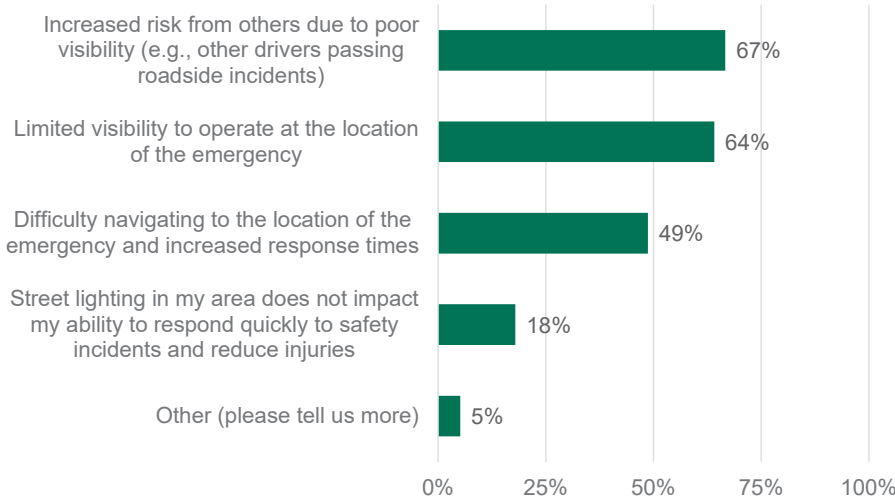 Increased risk from others due to poor
visibility (e.g., other drivers passing
roadside incidents)
67%
Limited visibility to operate at the location
of the emergency
64%
Difficulty navigating to the location of the
emergency and increased response times
49%
Street lighting in my area does not impact
my ability to respond quickly to safety
incidents and reduce injuries
18%
Other (please tell us more)
5%
0% 25% 50% 75% 100%